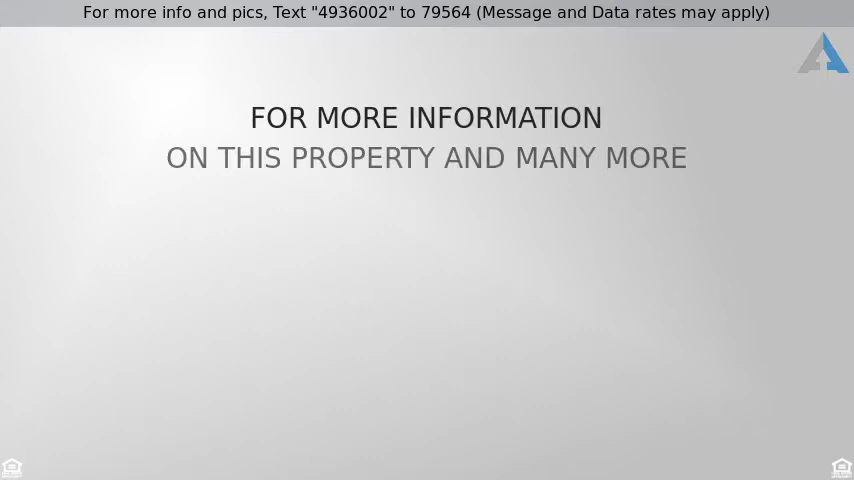 For more info and pics, Text "4936002" to 79564 (Message and Data rates may apply)
FOR MORE INFORMATION
ON THIS PROPERTY AND MANY MORE